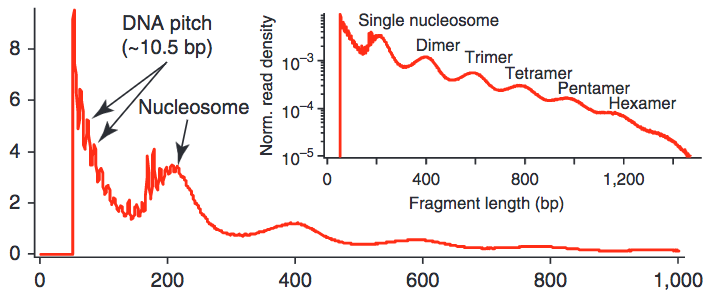 DNA pitch
(~10.5 bp)
Nucleosome
8
6
4
2
0
0
200
400
600
800
1,000
Norm. read density
10⁻³
10⁻⁴
10⁻⁵
Single nucleosome
Dimer
Trimer
Tetramer
Pentamer
Hexamer
0
400
800
1,200
Fragment length (bp)